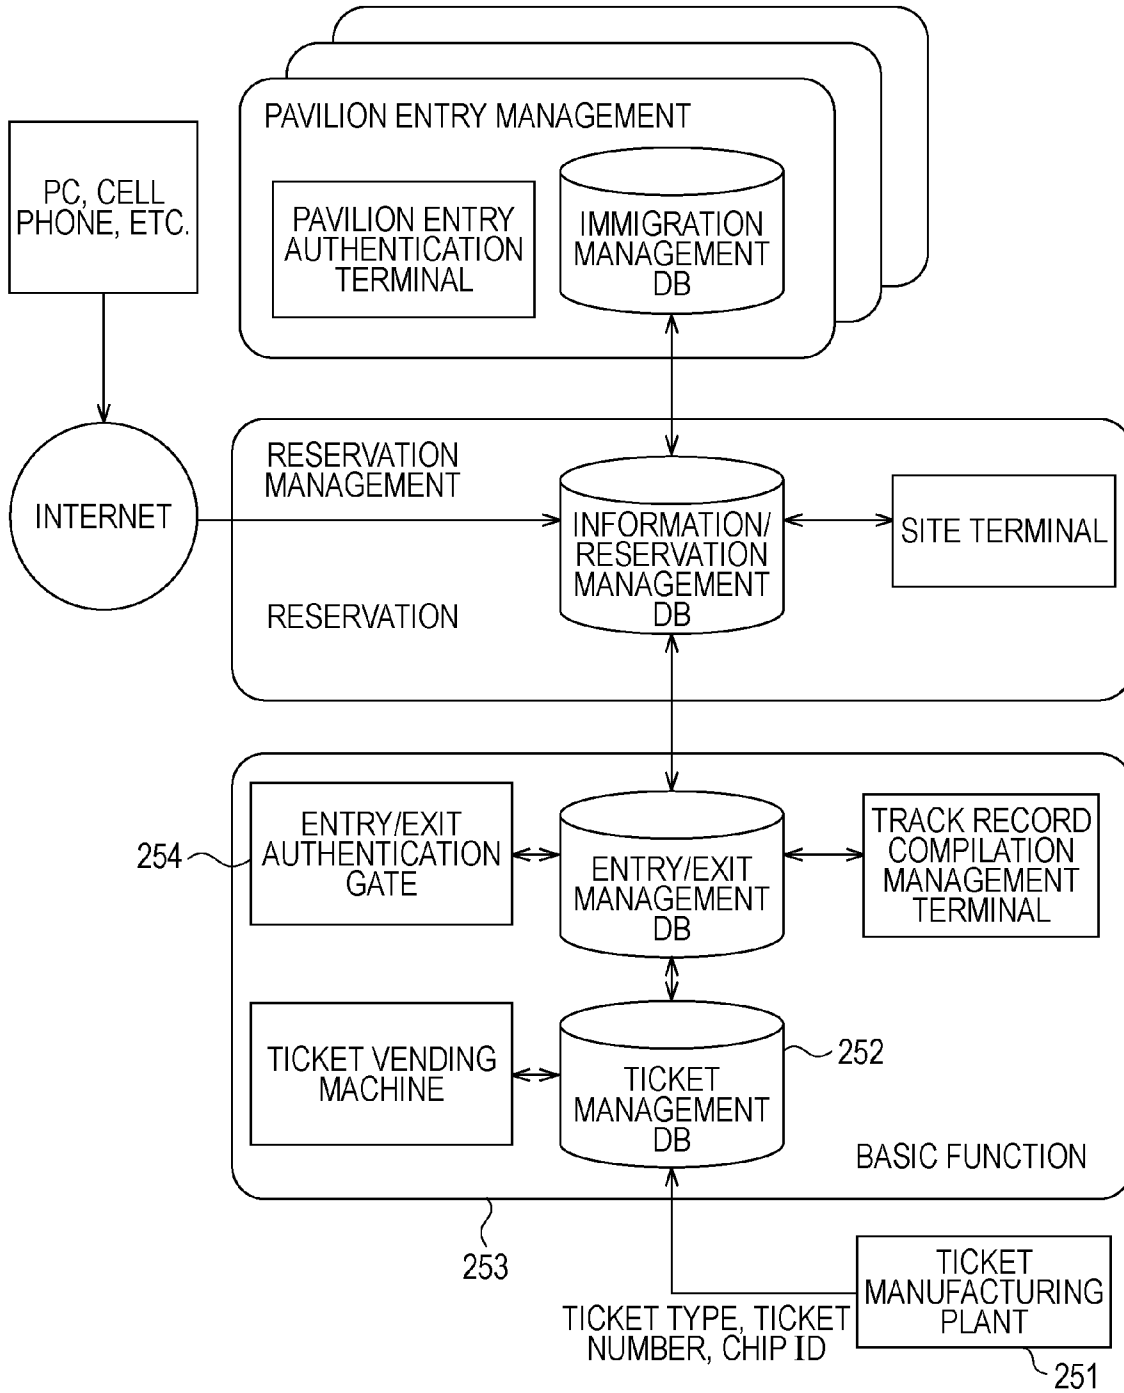 PAVILION ENTRY MANAGEMENT
PC, CELL
PHONE, ETC.
PAVILION ENTRY
AUTHENTICATION
TERMINAL
IMMIGRATION
MANAGEMENT
DB
RESERVATION
MANAGEMENT
INTERNET
INFORMATION/
RESERVATION
MANAGEMENT
DB
SITE TERMINAL
RESERVATION
254
ENTRY/EXIT
AUTHENTICATION
GATE
ENTRY/EXIT
MANAGEMENT
DB
TRACK RECORD
COMPILATION
MANAGEMENT
TERMINAL
TICKET VENDING
MACHINE
TICKET
MANAGEMENT
DB
252
BASIC FUNCTION
253
TICKET TYPE, TICKET
NUMBER, CHIP ID
TICKET
MANUFACTURING
PLANT
251